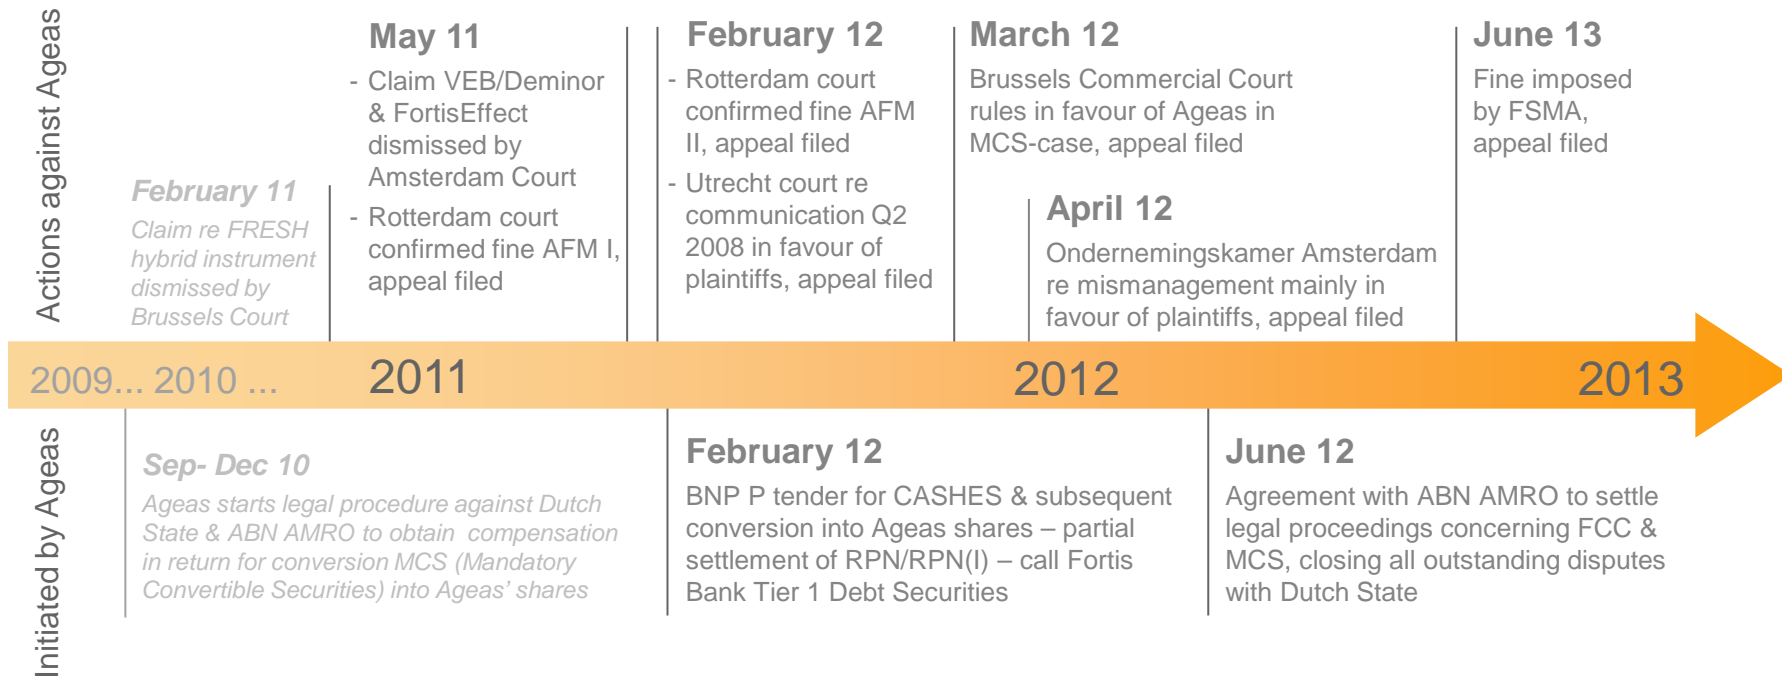 Actions against Ageas
February 11
Claim re FRESH
hybrid instrument
dismissed by
Brussels Court
May 11
- Claim VEB/Deminor
& FortisEffect
dismissed by
Amsterdam Court
- Rotterdam court
confirmed fine AFM I,
appeal filed
February 12
- Rotterdam court
confirmed fine AFM
II, appeal filed
- Utrecht court re
communication Q2
2008 in favour of
plaintiffs, appeal filed
March 12
Brussels Commercial Court
rules in favour of Ageas in
MCS-case, appeal filed
April 12
Ondernemingskamer Amsterdam
re mismanagement mainly in
favour of plaintiffs, appeal filed
June 13
Fine imposed
by FSMA,
appeal filed
2009... 2010 ... 2011 2012 2013
Initiated by Ageas
Sep- Dec 10
Ageas starts legal procedure against Dutch
State & ABN AMRO to obtain  compensation
in return for conversion MCS (Mandatory
Convertible Securities) into Ageas' shares
February 12
BNP P tender for CASHES & subsequent
conversion into Ageas shares – partial
settlement of RPN/RPN(I) – call Fortis
Bank Tier 1 Debt Securities
June 12
Agreement with ABN AMRO to settle
legal proceedings concerning FCC &
MCS, closing all outstanding disputes
with Dutch State